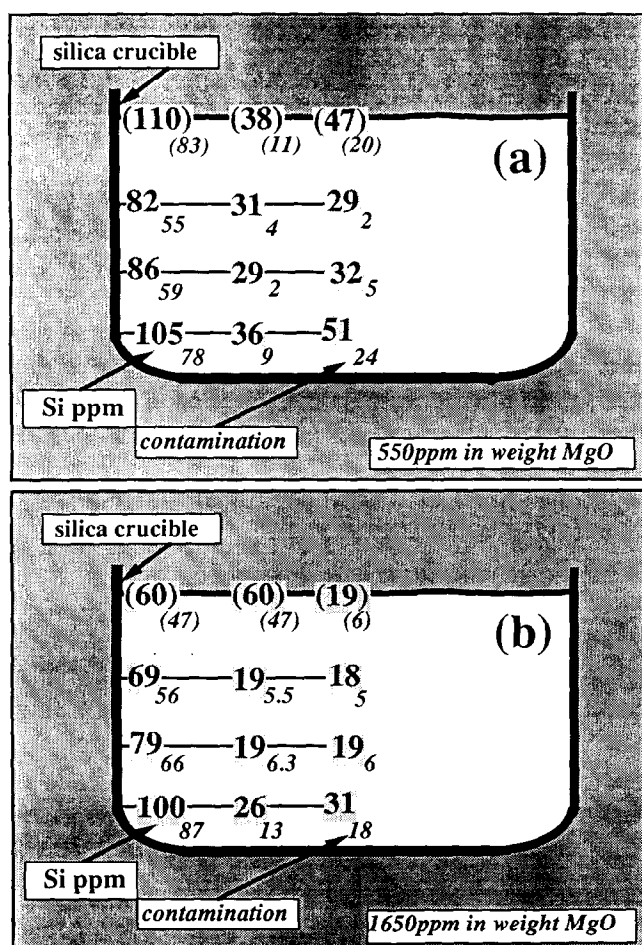 silica crucible
(110) (38) (47)
(83) (11) (20)
(a)
82 31 29
55 4 2
86 29 32
59 2 5
105 36 51
78 9 24
Si ppm
contamination
550ppm in weight MgO
silica crucible
(60) (60) (19)
(47) (47) (6)
(b)
69 19 18
56 5.5 5
79 19 19
66 6.3 6
100 26 31
87 13 18
Si ppm
contamination
1650ppm in weight MgO